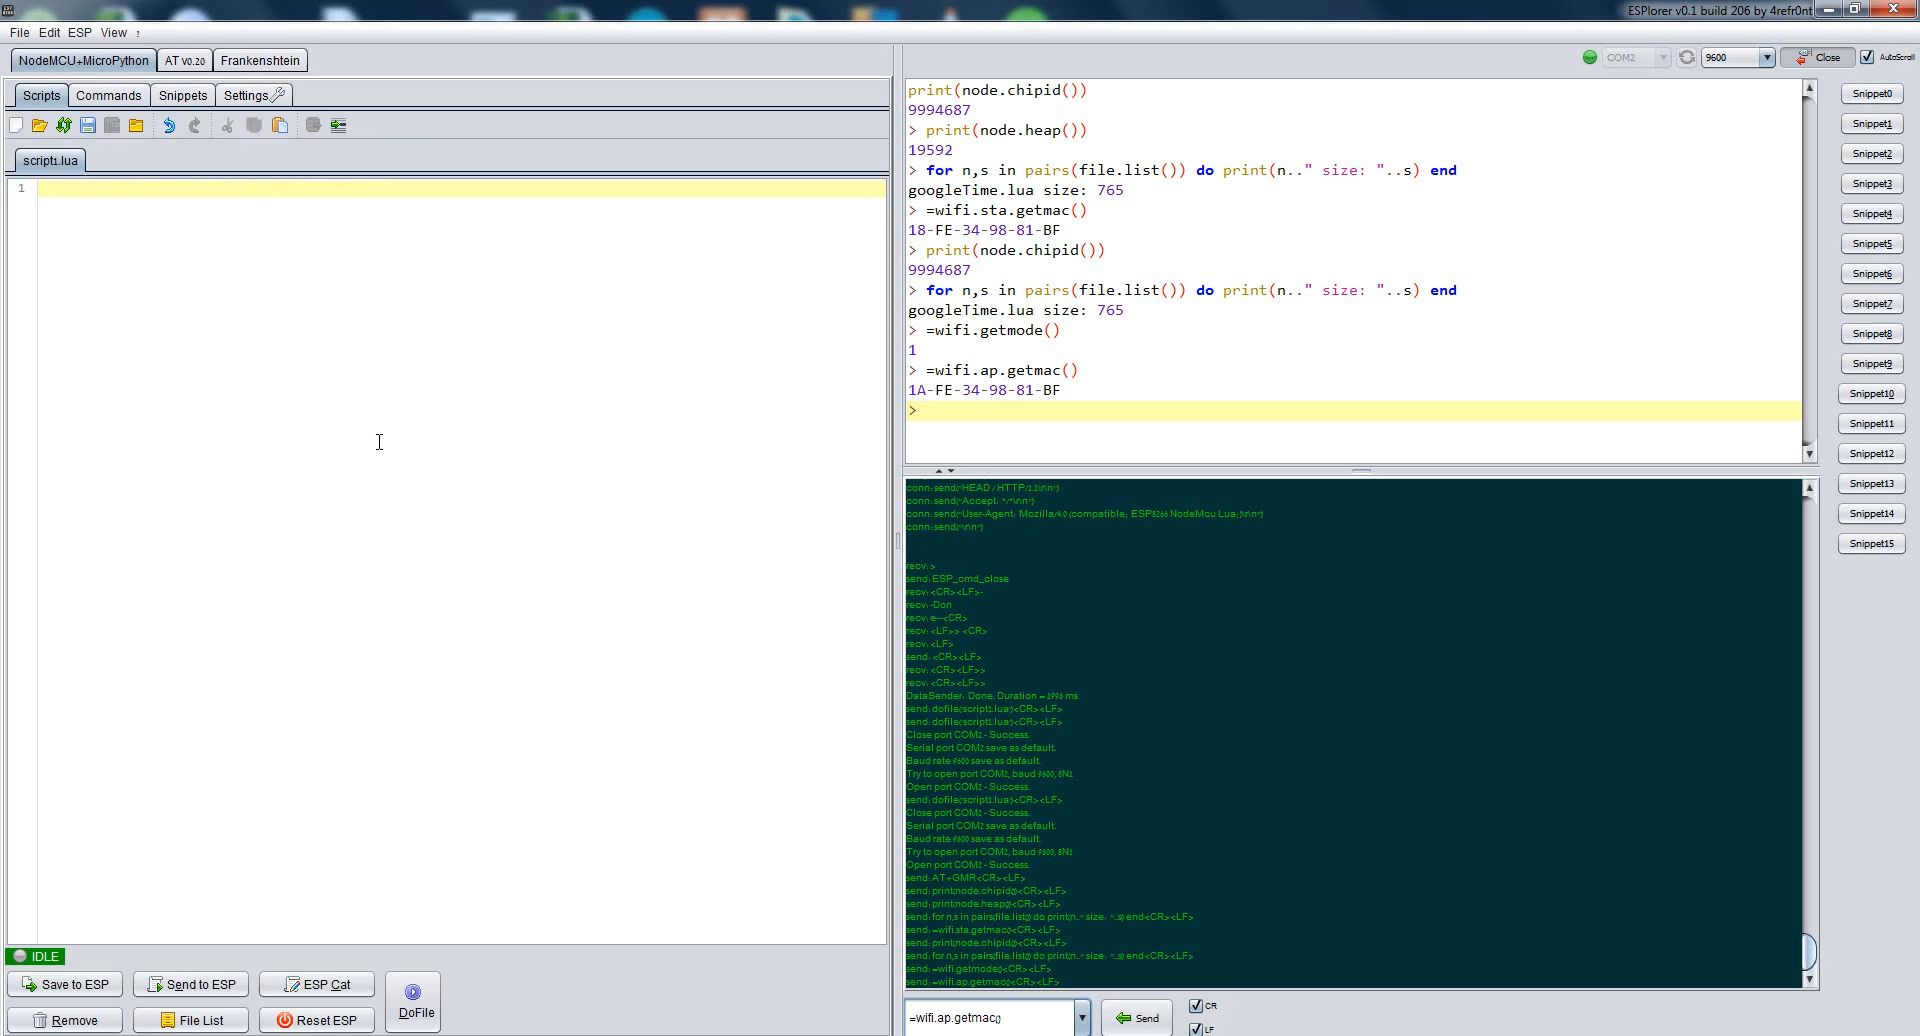 ESPlorer v0.1 build 206 by 4refr0nt
File Edit ESP View ?
NodeMCU+MicroPython AT v0.20 Frankenshtein
COM2 9600 Close AutoScroll
Scripts Commands Snippets Settings
script1.lua
1
print(node.chipid())
9994687
> print(node.heap())
19592
> for n,s in pairs(file.list()) do print(n.." size: "..s) end
googleTime.lua size: 765
> =wifi.sta.getmac()
18-FE-34-98-81-BF
> print(node.chipid())
9994687
> for n,s in pairs(file.list()) do print(n.." size: "..s) end
googleTime.lua size: 765
> =wifi.getmode()
1
> =wifi.ap.getmac()
1A-FE-34-98-81-BF
>
Snippet0
Snippet1
Snippet2
Snippet3
Snippet4
Snippet5
Snippet6
Snippet7
Snippet8
Snippet9
Snippet10
Snippet11
Snippet12
Snippet13
Snippet14
Snippet15
conn:send("HEAD / HTTP/1.1\r\n")
conn:send("Accept: */*\r\n")
conn:send("User-Agent: Mozilla/4.0 (compatible; ESP8266 NodeMcu Lua;)\r\n")
conn:send("\r\n")
recv: >
send: ESP_cmd_close
recv: <CR><LF>-
recv: -Don
recv: e--<CR>
recv: <LF>> <CR>
recv: <LF>
send: <CR><LF>
recv: <CR><LF>>
recv: <CR><LF>>
DataSender: Done. Duration = 1996 ms
send: dofile('script1.lua')<CR><LF>
send: dofile('script1.lua')<CR><LF>
Close port COM2 - Success.
Serial port COM2 save as default.
Baud rate 9600 save as default.
Try to open port COM2, baud 9600, 8N1
Open port COM2 - Success.
send: dofile('script1.lua')<CR><LF>
Close port COM2 - Success.
Serial port COM2 save as default.
Baud rate 9600 save as default.
Try to open port COM2, baud 9600, 8N1
Open port COM2 - Success.
send: AT+GMR<CR><LF>
send: print(node.chipid())<CR><LF>
send: print(node.heap())<CR><LF>
send: for n,s in pairs(file.list()) do print(n.." size: "..s) end<CR><LF>
send: =wifi.sta.getmac()<CR><LF>
send: print(node.chipid())<CR><LF>
send: for n,s in pairs(file.list()) do print(n.." size: "..s) end<CR><LF>
send: =wifi.getmode()<CR><LF>
send: =wifi.ap.getmac()<CR><LF>
IDLE
Save to ESP Send to ESP ESP Cat DoFile
Remove File List Reset ESP
=wifi.ap.getmac() Send CR
LF